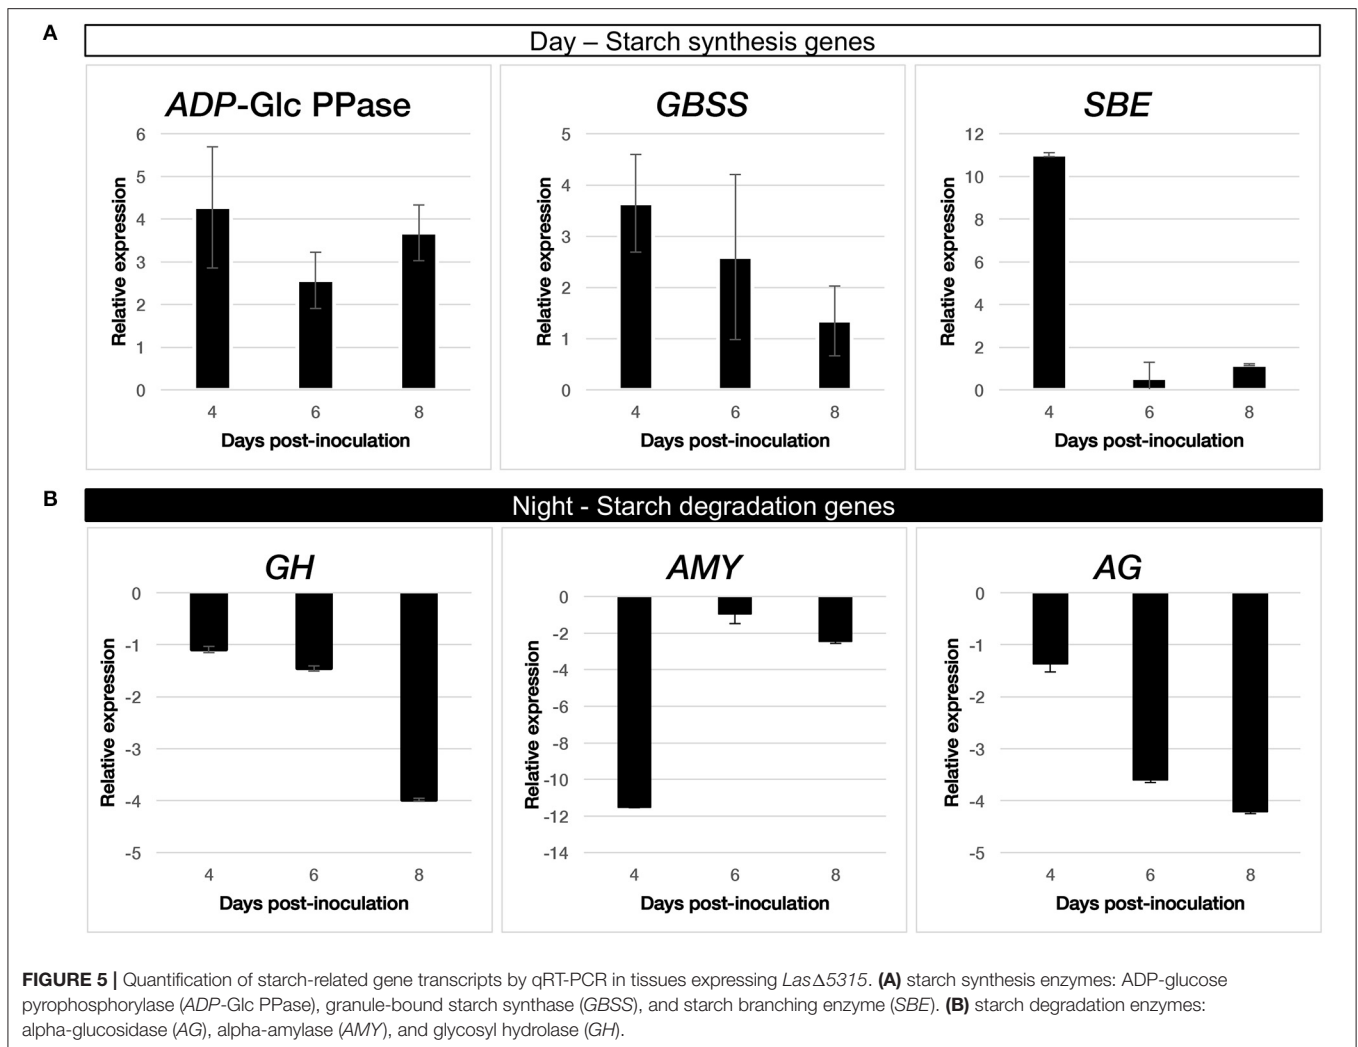 A
Day – Starch synthesis genes
ADP-Glc PPase
6
5
4
3
2
1
0
Relative expression
4 6 8
Days post-inoculation
GBSS
5
4
3
2
1
0
Relative expression
4 6 8
Days post-inoculation
SBE
12
10
8
6
4
2
0
Relative expression
4 6 8
Days post-inoculation
B
Night - Starch degradation genes
GH
0
-1
-2
-3
-4
-5
Relative expression
4 6 8
Days post-inoculation
AMY
0
-2
-4
-6
-8
-10
-12
-14
Relative expression
4 6 8
Days post-inoculation
AG
0
-1
-2
-3
-4
-5
Relative expression
4 6 8
Days post-inoculation
FIGURE 5 | Quantification of starch-related gene transcripts by qRT-PCR in tissues expressing LasΔ5315. (A) starch synthesis enzymes: ADP-glucose
pyrophosphorylase (ADP-Glc PPase), granule-bound starch synthase (GBSS), and starch branching enzyme (SBE). (B) starch degradation enzymes:
alpha-glucosidase (AG), alpha-amylase (AMY), and glycosyl hydrolase (GH).